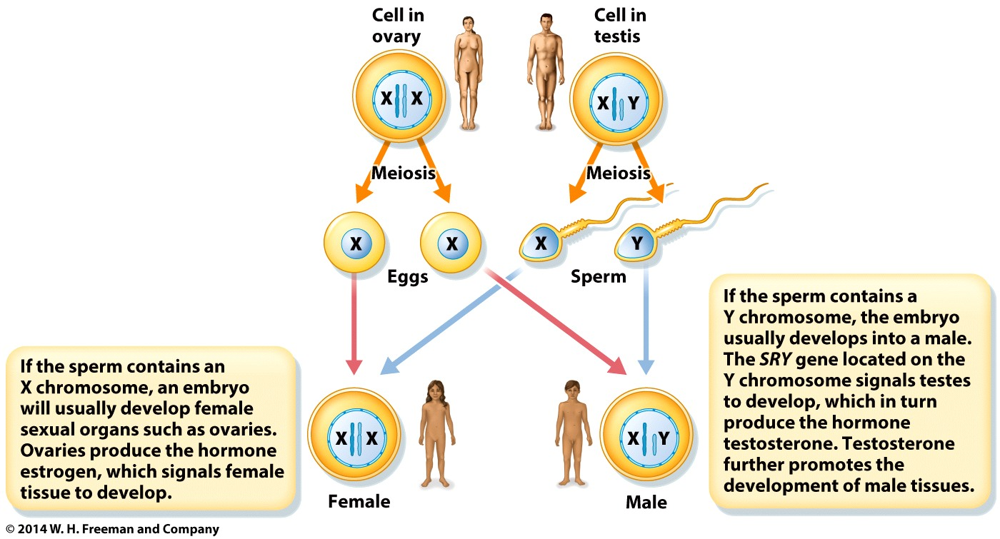 Cell in
ovary
Cell in
testis
X X
X Y
Meiosis
Meiosis
X
X
X
Y
Eggs
Sperm
If the sperm contains an
X chromosome, an embryo
will usually develop female
sexual organs such as ovaries.
Ovaries produce the hormone
estrogen, which signals female
tissue to develop.
If the sperm contains a
Y chromosome, the embryo
usually develops into a male.
The SRY gene located on the
Y chromosome signals testes
to develop, which in turn
produce the hormone
testosterone. Testosterone
further promotes the
development of male tissues.
X X
X Y
Female
Male
© 2014 W. H. Freeman and Company